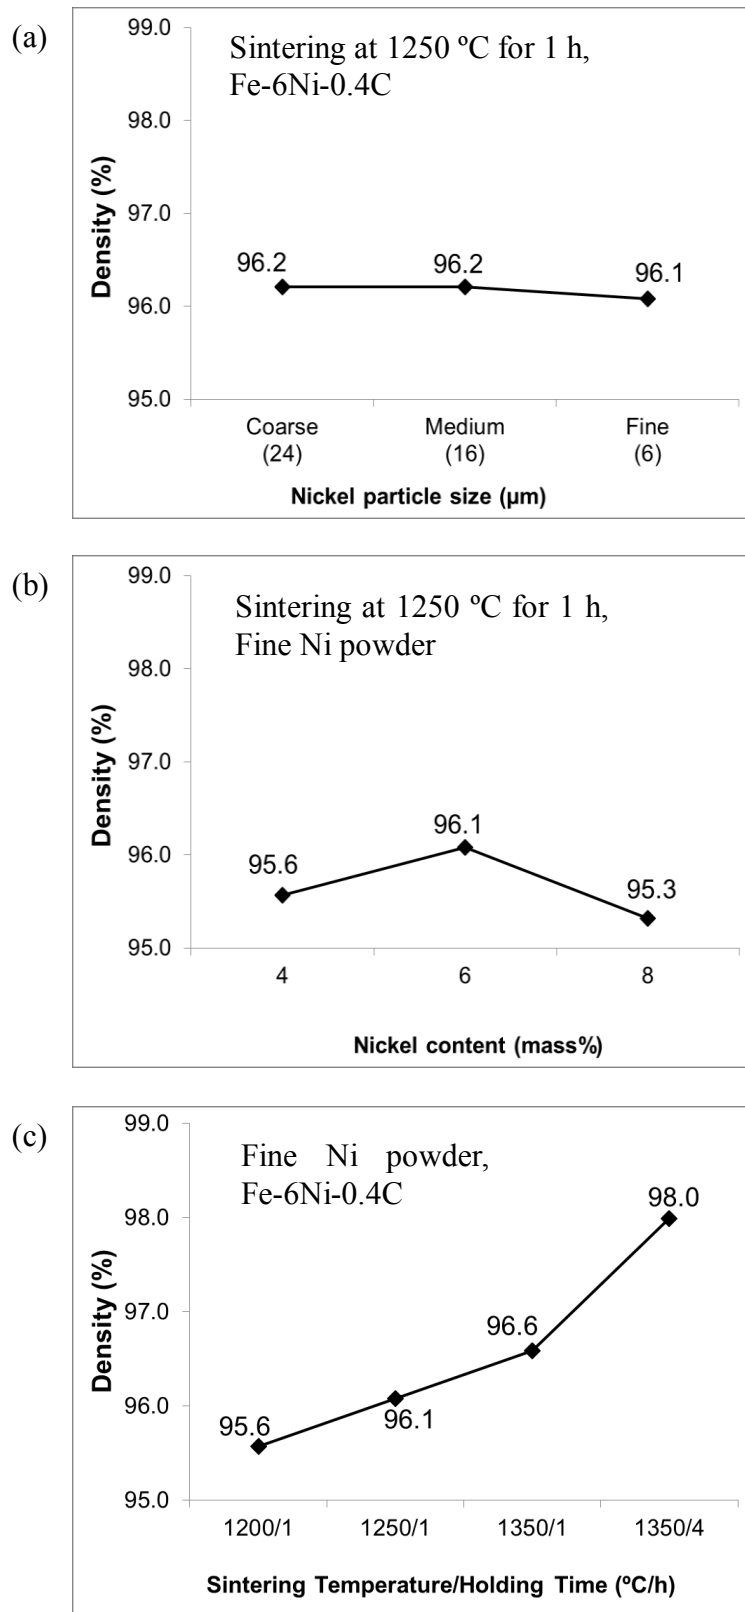 (a)
Sintering at 1250 ºC for 1 h,
Fe-6Ni-0.4C
99.0
98.0
97.0
96.0
95.0
Density (%)
96.2
96.2
96.1
Coarse
(24)
Medium
(16)
Fine
(6)
Nickel particle size (µm)
(b)
Sintering at 1250 ºC for 1 h,
Fine Ni powder
99.0
98.0
97.0
96.0
95.0
Density (%)
95.6
96.1
95.3
4
6
8
Nickel content (mass%)
(c)
Fine Ni powder,
Fe-6Ni-0.4C
99.0
98.0
97.0
96.0
95.0
Density (%)
95.6
96.1
96.6
98.0
1200/1
1250/1
1350/1
1350/4
Sintering Temperature/Holding Time (ºC/h)